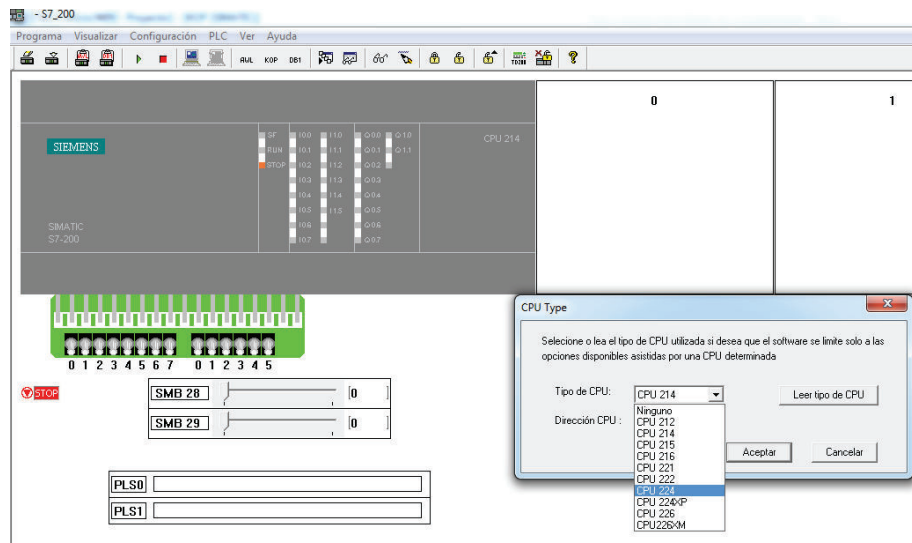 - S7_200
Programa Visualizar Configuración PLC Ver Ayuda
AWL KOP DB1 TD200
0 1
SIEMENS
CPU 214
SF I0.0 I1.0 Q0.0 Q1.0
RUN I0.1 I1.1 Q0.1 Q1.1
STOP I0.2 I1.2 Q0.2
I0.3 I1.3 Q0.3
I0.4 I1.4 Q0.4
I0.5 I1.5 Q0.5
I0.6 Q0.6
I0.7 Q0.7
SIMATIC
S7-200
0 1 2 3 4 5 6 7 0 1 2 3 4 5
STOP
SMB 28 [0 ]
SMB 29 [0 ]
PLS0
PLS1
CPU Type
Selecione o lea el tipo de CPU utilizada si desea que el software se limite solo a las
opciones disponibles asistidas por una CPU determinada
Tipo de CPU: CPU 214 Leer tipo de CPU
Dirección CPU :
Ninguno
CPU 212
CPU 214
CPU 215
CPU 216
CPU 221
CPU 222
CPU 224
CPU 224XP
CPU 226
CPU226XM
Aceptar Cancelar